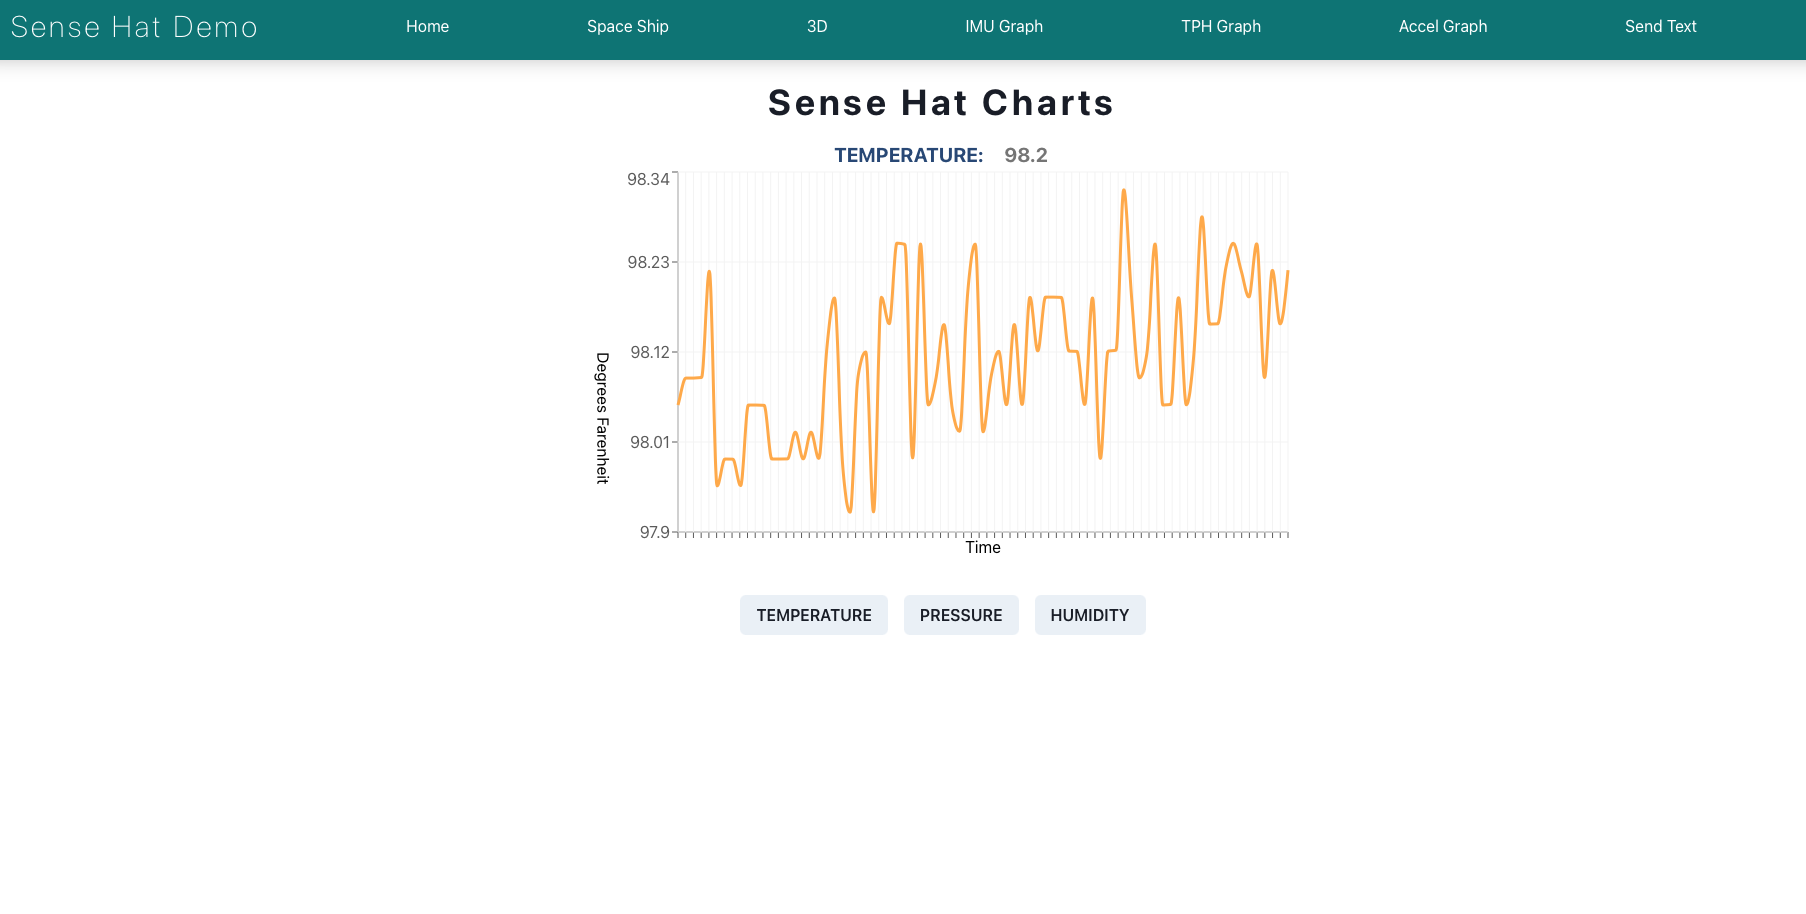 Sense Hat Demo Home Space Ship 3D IMU Graph TPH Graph Accel Graph Send Text
Sense Hat Charts
TEMPERATURE: 98.2
98.34
98.23
98.12
98.01
97.9
Degrees Farenheit
Time
TEMPERATURE PRESSURE HUMIDITY